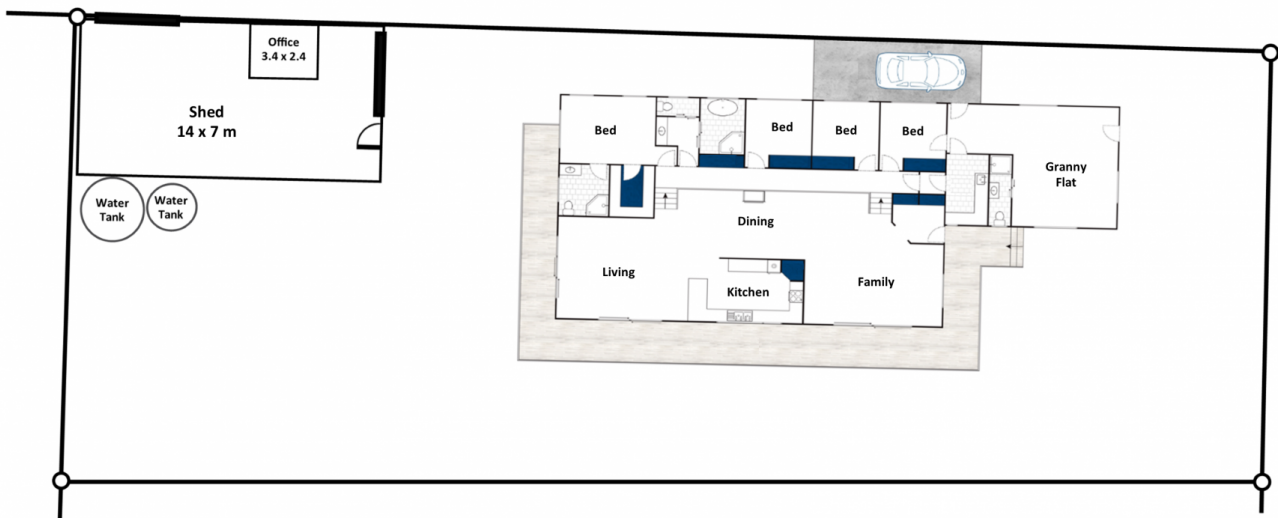 Office
3.4 x 2.4
Shed
14 x 7 m
Water
Tank
Water
Tank
Bed
Bed
Bed
Bed
Granny
Flat
Dining
Living
Kitchen
Family